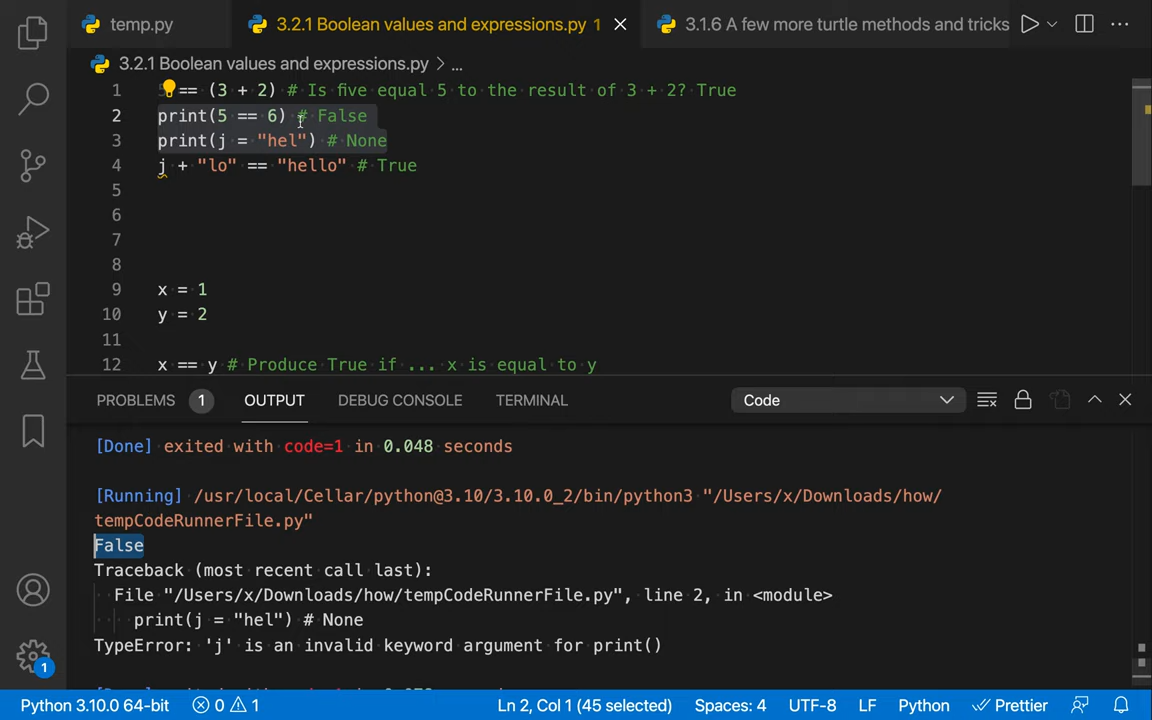 temp.py
3.2.1 Boolean values and expressions.py 1
3.1.6 A few more turtle methods and tricks
3.2.1 Boolean values and expressions.py > ...
1 == (3 + 2) # Is five equal 5 to the result of 3 + 2? True
2 print(5 == 6) # False
3 print(j = "hel") # None
4 j + "lo" == "hello" # True
5
6
7
8
9 x = 1
10 y = 2
11
12 x == y # Produce True if ... x is equal to y
PROBLEMS 1 OUTPUT DEBUG CONSOLE TERMINAL Code
[Done] exited with code=1 in 0.048 seconds
[Running] /usr/local/Cellar/python@3.10/3.10.0_2/bin/python3 "/Users/x/Downloads/how/
tempCodeRunnerFile.py"
False
Traceback (most recent call last):
File "/Users/x/Downloads/how/tempCodeRunnerFile.py", line 2, in <module>
print(j = "hel") # None
TypeError: 'j' is an invalid keyword argument for print()
1
Python 3.10.0 64-bit 0 1 Ln 2, Col 1 (45 selected) Spaces: 4 UTF-8 LF Python Prettier